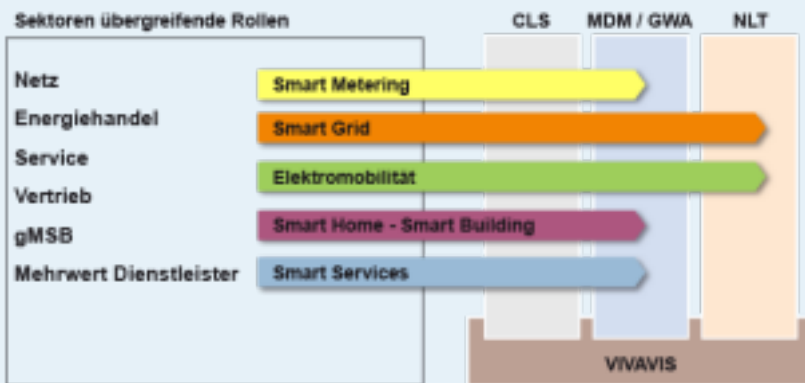 Sektoren übergreifende Rollen
CLS
MDM / GWA
NLT
Netz
Energiehandel
Service
Vertrieb
gMSB
Mehrwert Dienstleister
Smart Metering
Smart Grid
Elektromobilität
Smart Home - Smart Building
Smart Services
VIVAVIS